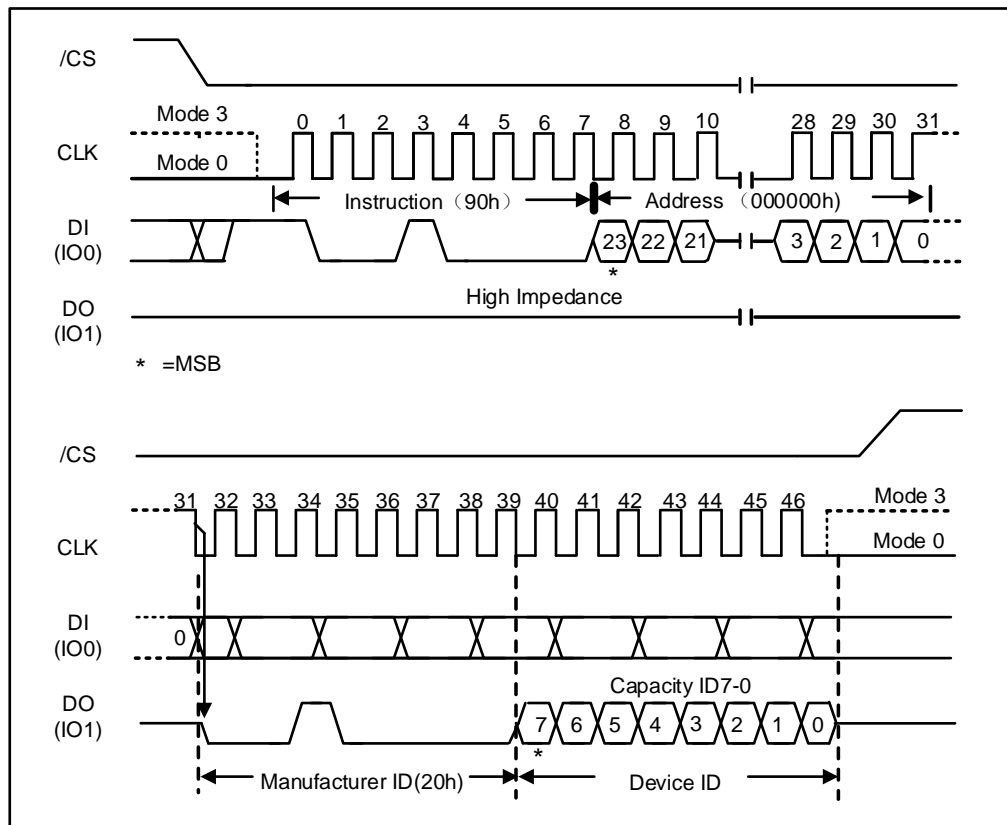 /CS
Mode 3
0 1 2 3 4 5 6 7 8 9 10 28 29 30 31
CLK
Mode 0
Instruction（90h） Address （000000h)
DI
(IO0)
23 22 21 3 2 1 0
*
High Impedance
DO
(IO1)
* =MSB
/CS
31 32 33 34 35 36 37 38 39 40 41 42 43 44 45 46
Mode 3
CLK
Mode 0
DI
(IO0)
0
Capacity ID7-0
DO
(IO1)
7 6 5 4 3 2 1 0
*
Manufacturer ID(20h) Device ID